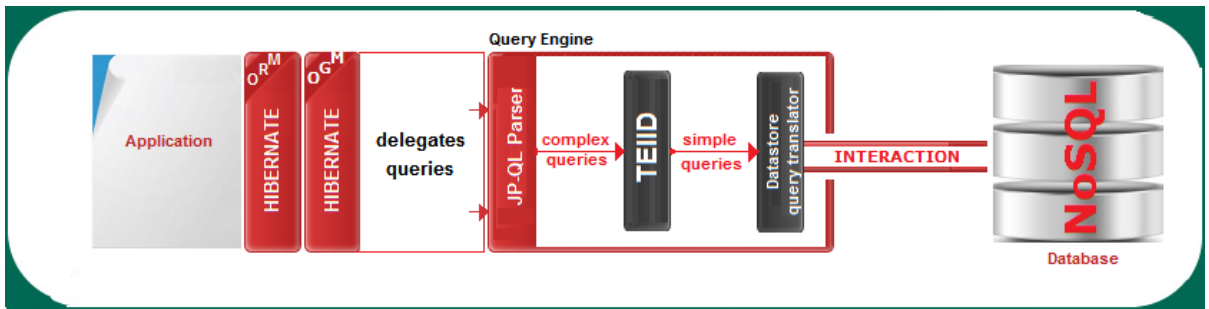 Query Engine
Application
ORM
HIBERNATE
OGM
HIBERNATE
delegates
queries
JP-QL Parser
complex
queries
TEIID
simple
queries
Datastore
query translator
INTERACTION
NoSQL
Database